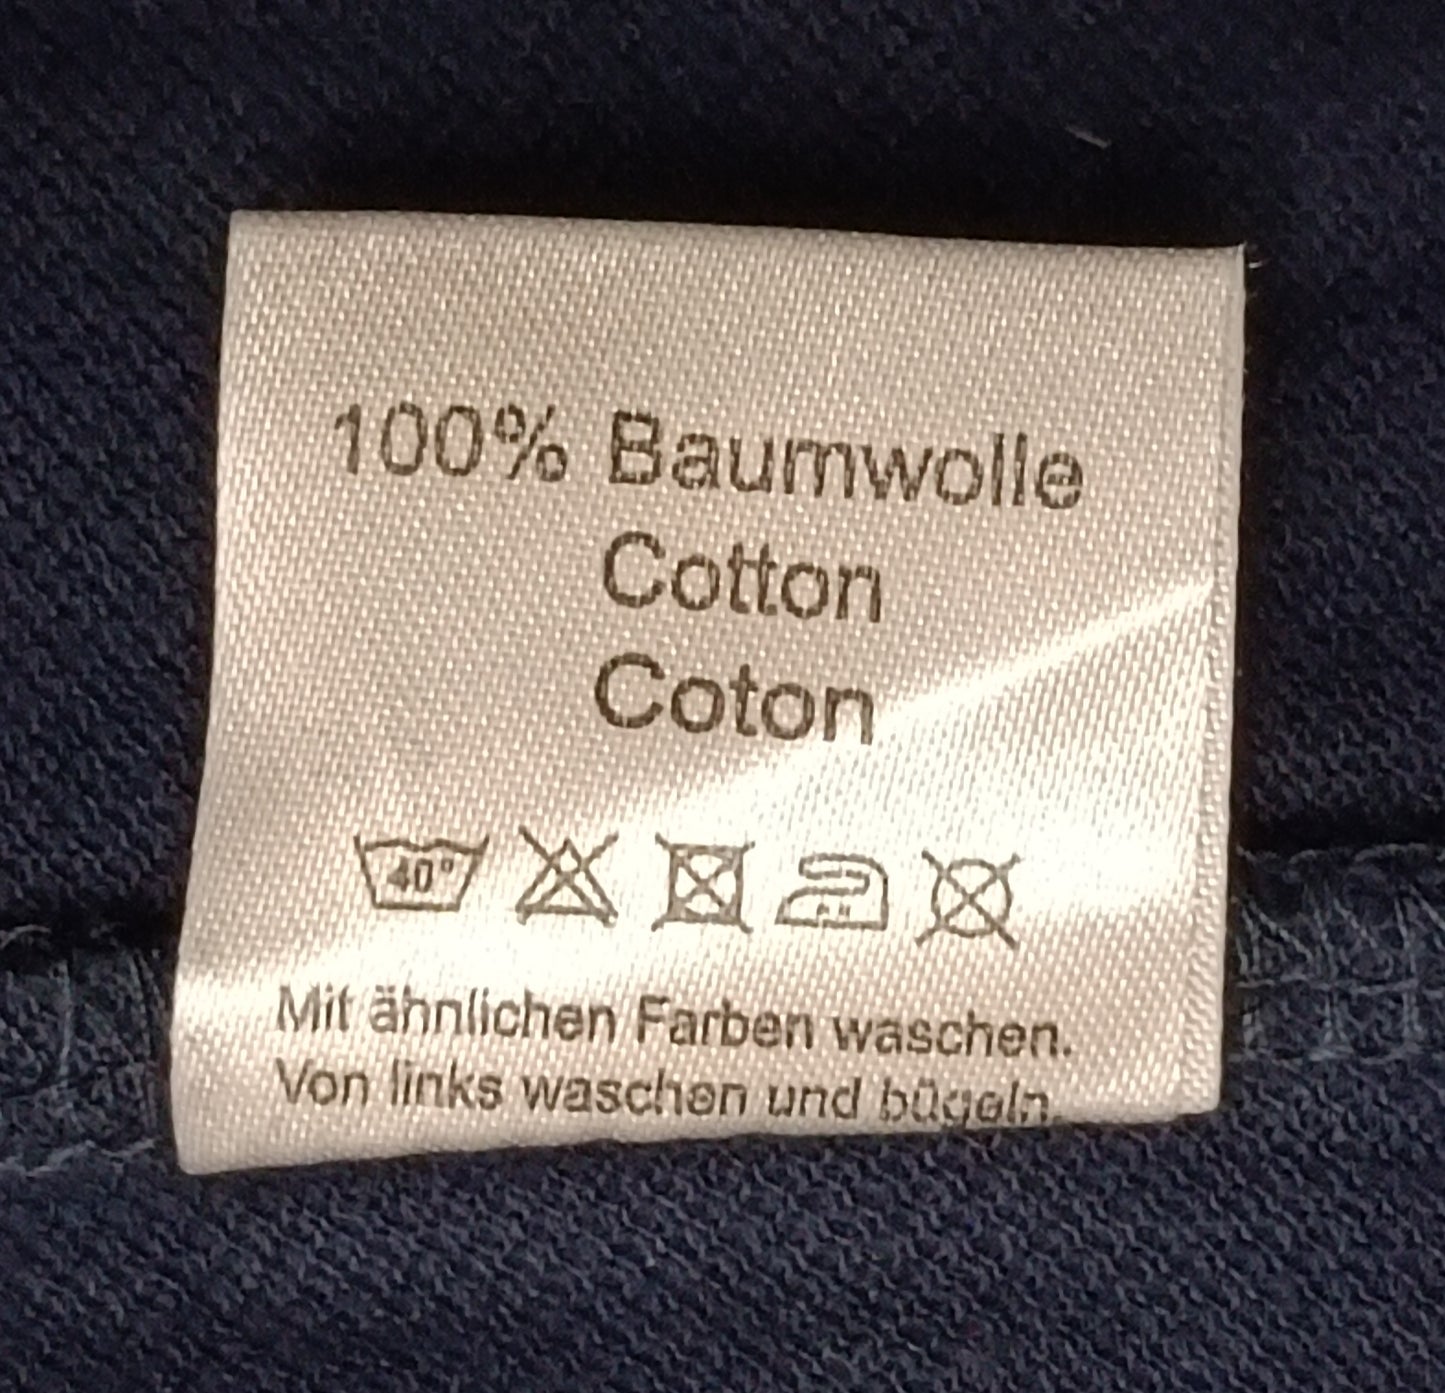 100% Baumwolle
Cotton
Coton
40°
Mit ähnlichen Farben waschen.
Von links waschen und bügeln.